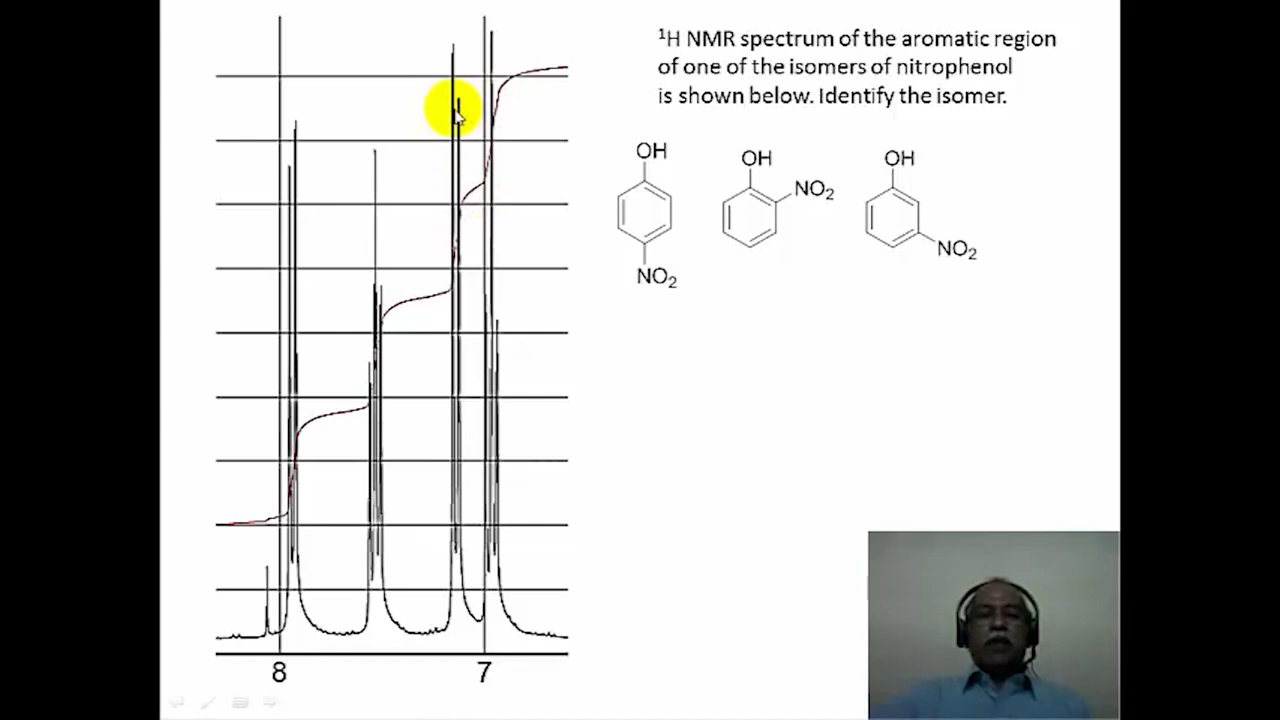 ¹H NMR spectrum of the aromatic region
of one of the isomers of nitrophenol
is shown below. Identify the isomer.
OH
NO₂
OH
NO₂
OH
NO₂
8 7